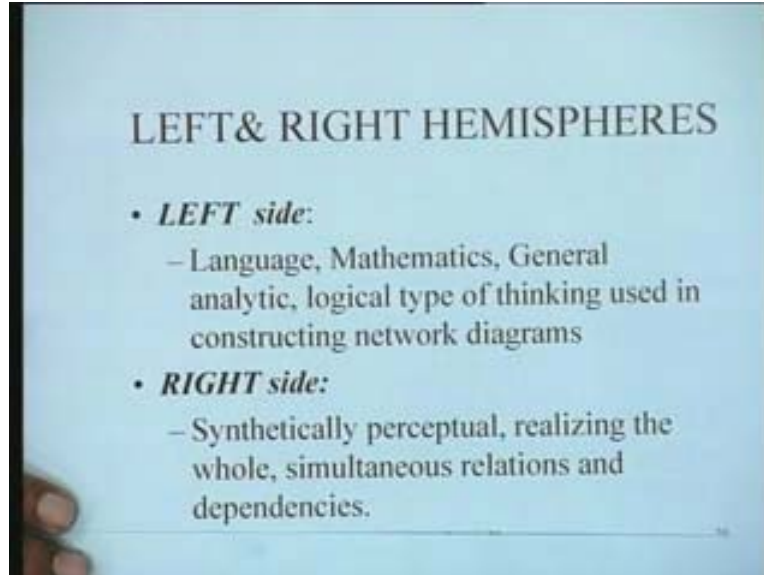 LEFT& RIGHT HEMISPHERES
• LEFT side:
– Language, Mathematics, General
analytic, logical type of thinking used in
constructing network diagrams
• RIGHT side:
– Synthetically perceptual, realizing the
whole, simultaneous relations and
dependencies.